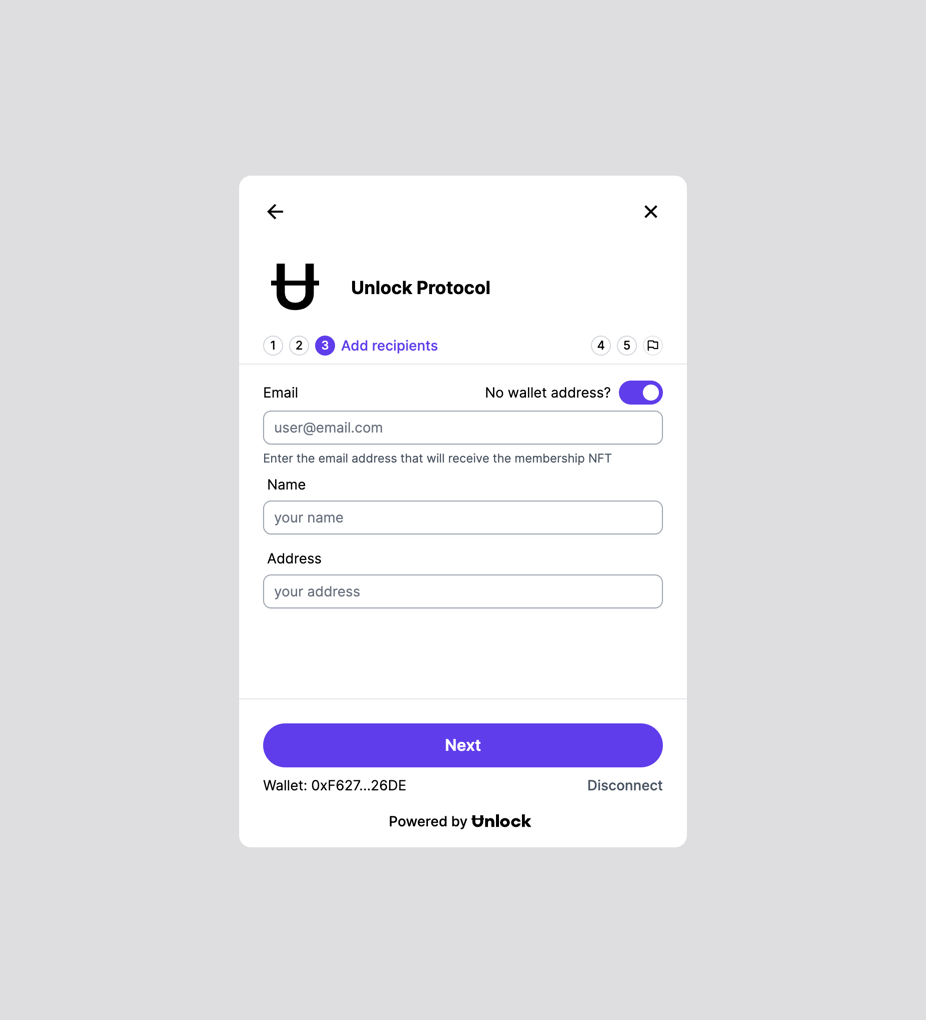 Unlock Protocol
1 2 3 Add recipients 4 5
Email No wallet address?
user@email.com
Enter the email address that will receive the membership NFT
Name
your name
Address
your address
Next
Wallet: 0xF627...26DE Disconnect
Powered by Unlock